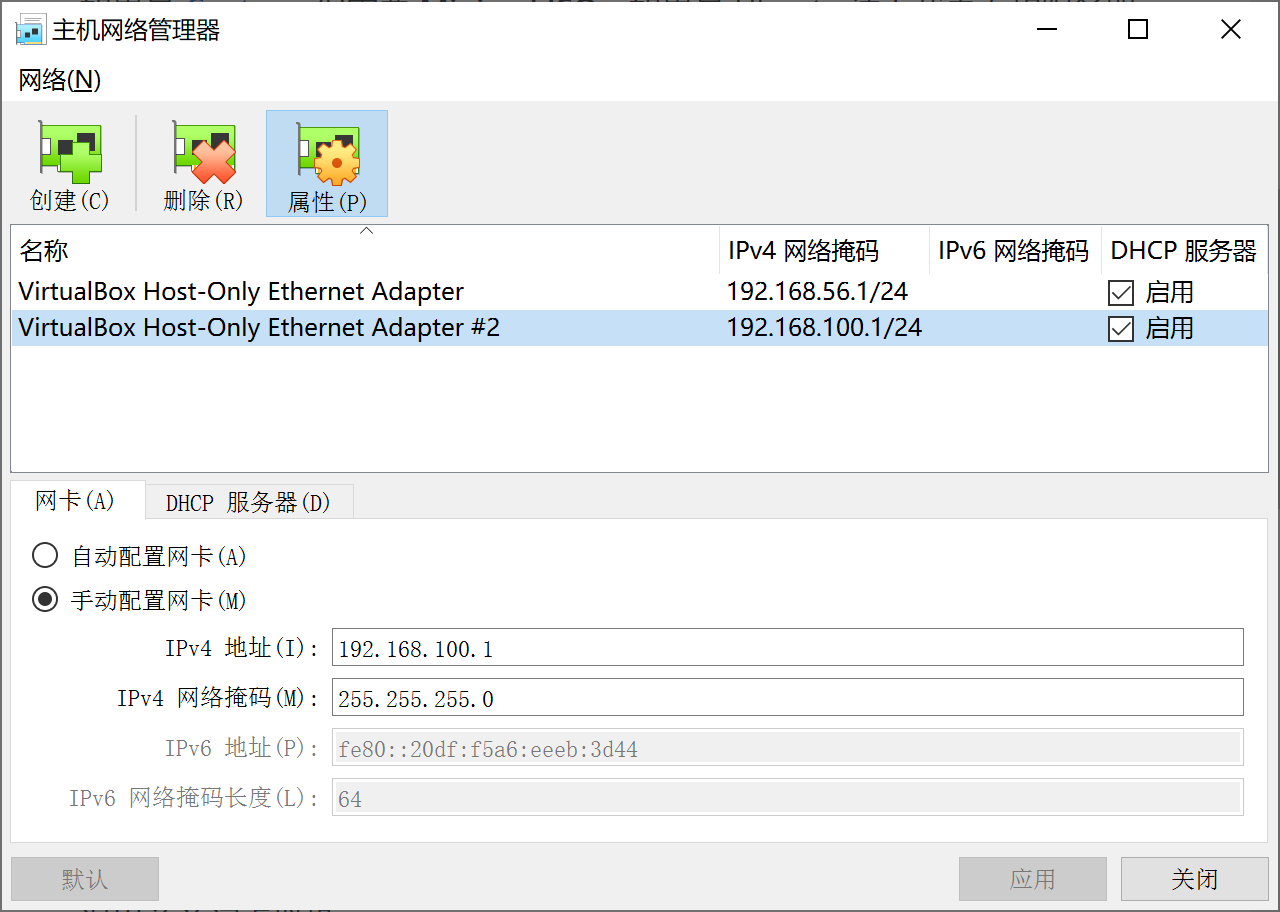 主机网络管理器
网络(N)
创建(C)
删除(R)
属性(P)
名称
IPv4 网络掩码
IPv6 网络掩码
DHCP 服务器
VirtualBox Host-Only Ethernet Adapter
192.168.56.1/24
启用
VirtualBox Host-Only Ethernet Adapter #2
192.168.100.1/24
启用
网卡(A)
DHCP 服务器(D)
自动配置网卡(A)
手动配置网卡(M)
IPv4 地址(I):
192.168.100.1
IPv4 网络掩码(M):
255.255.255.0
IPv6 地址(P):
fe80::20df:f5a6:eeeb:3d44
IPv6 网络掩码长度(L):
64
默认
应用
关闭